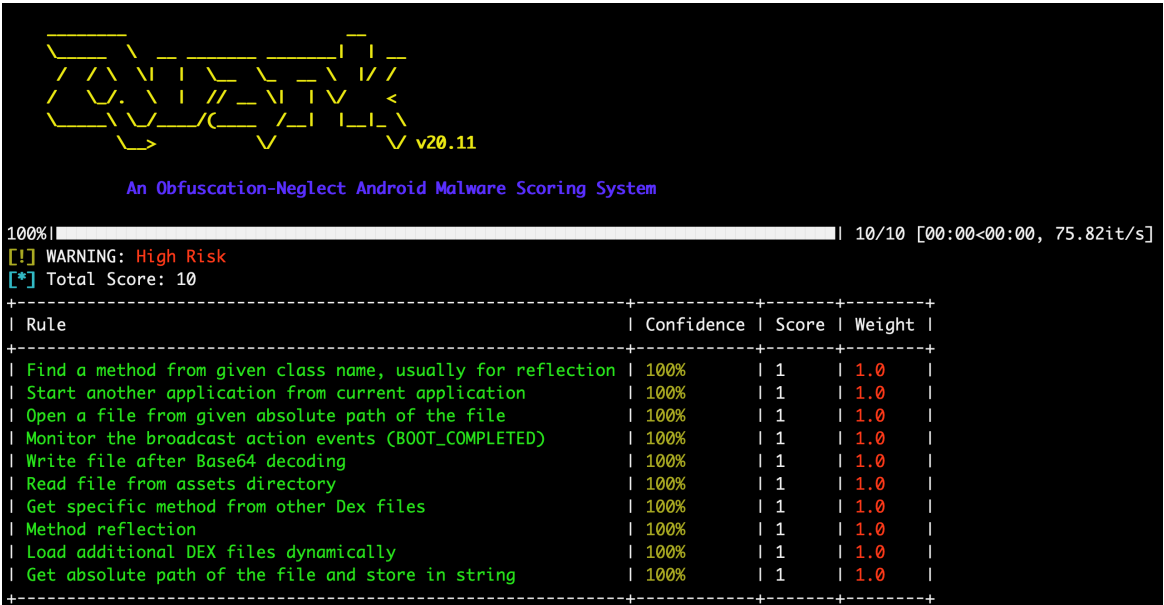 Quark
v20.11
An Obfuscation-Neglect Android Malware Scoring System
100%| | 10/10 [00:00<00:00, 75.82it/s]
[!] WARNING: High Risk
[*] Total Score: 10
| Rule | Confidence | Score | Weight |
| Find a method from given class name, usually for reflection | 100% | 1 | 1.0 |
| Start another application from current application | 100% | 1 | 1.0 |
| Open a file from given absolute path of the file | 100% | 1 | 1.0 |
| Monitor the broadcast action events (BOOT_COMPLETED) | 100% | 1 | 1.0 |
| Write file after Base64 decoding | 100% | 1 | 1.0 |
| Read file from assets directory | 100% | 1 | 1.0 |
| Get specific method from other Dex files | 100% | 1 | 1.0 |
| Method reflection | 100% | 1 | 1.0 |
| Load additional DEX files dynamically | 100% | 1 | 1.0 |
| Get absolute path of the file and store in string | 100% | 1 | 1.0 |